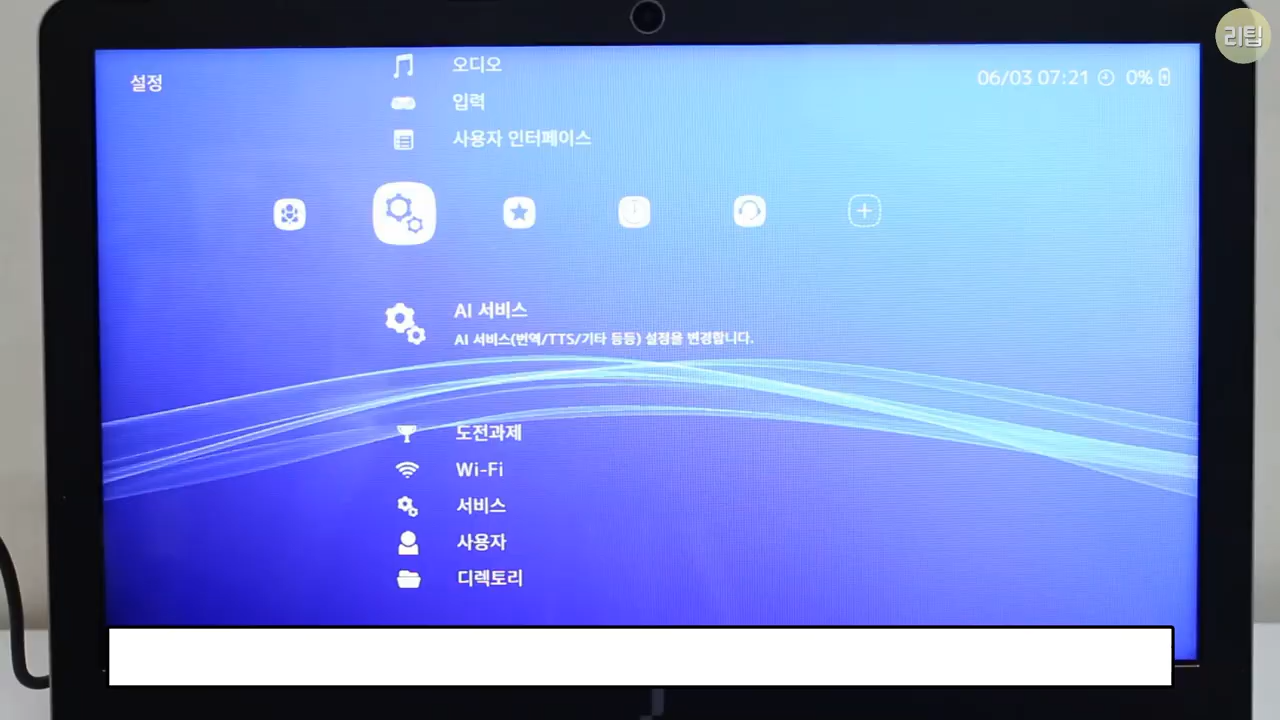 리팁
설정
06/03 07:21 0%
오디오
입력
사용자 인터페이스
AI 서비스
AI 서비스(번역/TTS/기타 등등) 설정을 변경합니다.
도전과제
Wi-Fi
서비스
사용자
디렉토리